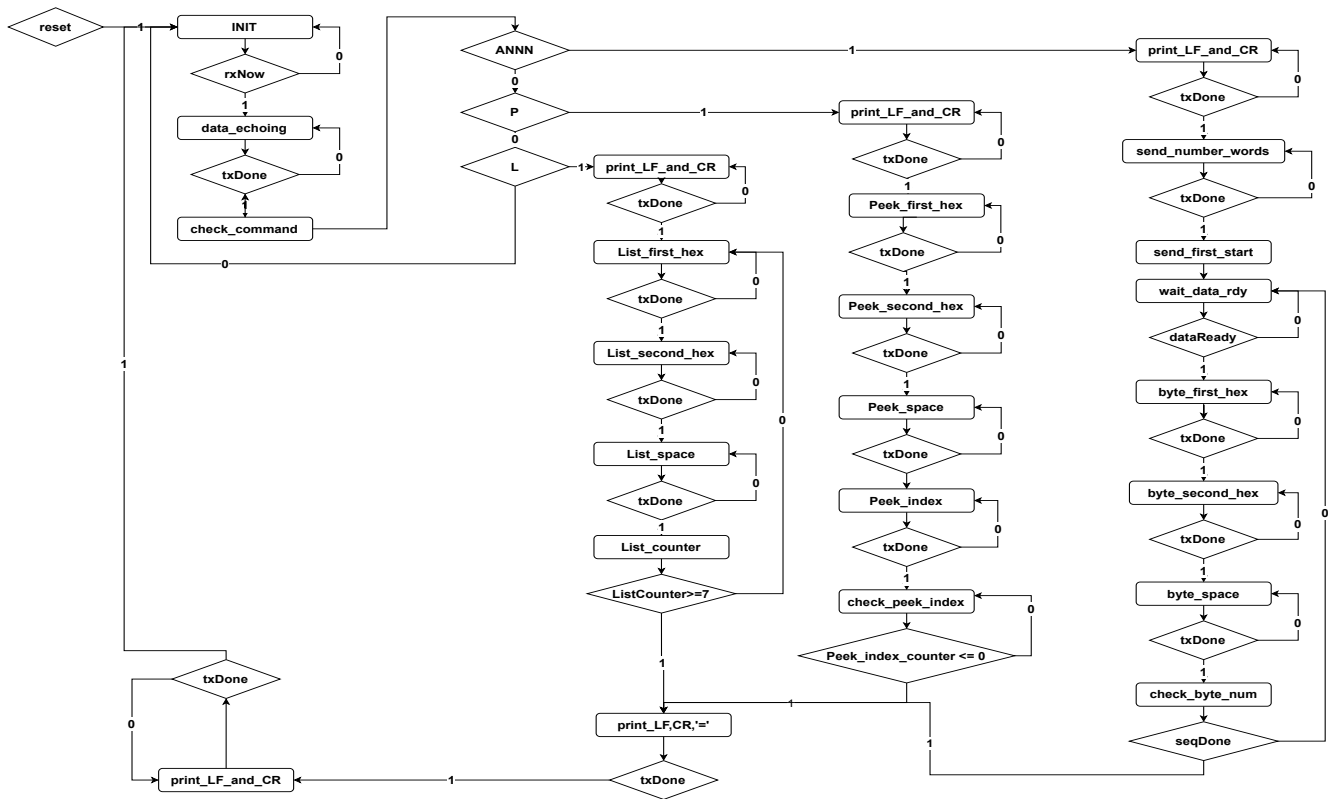 reset
1
INIT
0
rxNow
1
data_echoing
0
txDone
1
check_command
ANNN
0
1
P
0
1
L
1
0
print_LF_and_CR
0
txDone
1
List_first_hex
txDone
0
1
List_second_hex
0
txDone
1
List_space
0
txDone
1
List_counter
ListCounter>=7
0
1
print_LF_and_CR
0
txDone
1
Peek_first_hex
0
txDone
1
Peek_second_hex
0
txDone
1
Peek_space
0
txDone
1
Peek_index
0
txDone
1
check_peek_index
0
Peek_index_counter <= 0
1
print_LF_and_CR
0
txDone
1
send_number_words
0
txDone
1
send_first_start
wait_data_rdy
0
dataReady
1
byte_first_hex
0
txDone
1
byte_second_hex
0
txDone
1
byte_space
0
txDone
1
check_byte_num
seqDone
0
1
print_LF,CR,'='
txDone
1
print_LF_and_CR
0
txDone
1